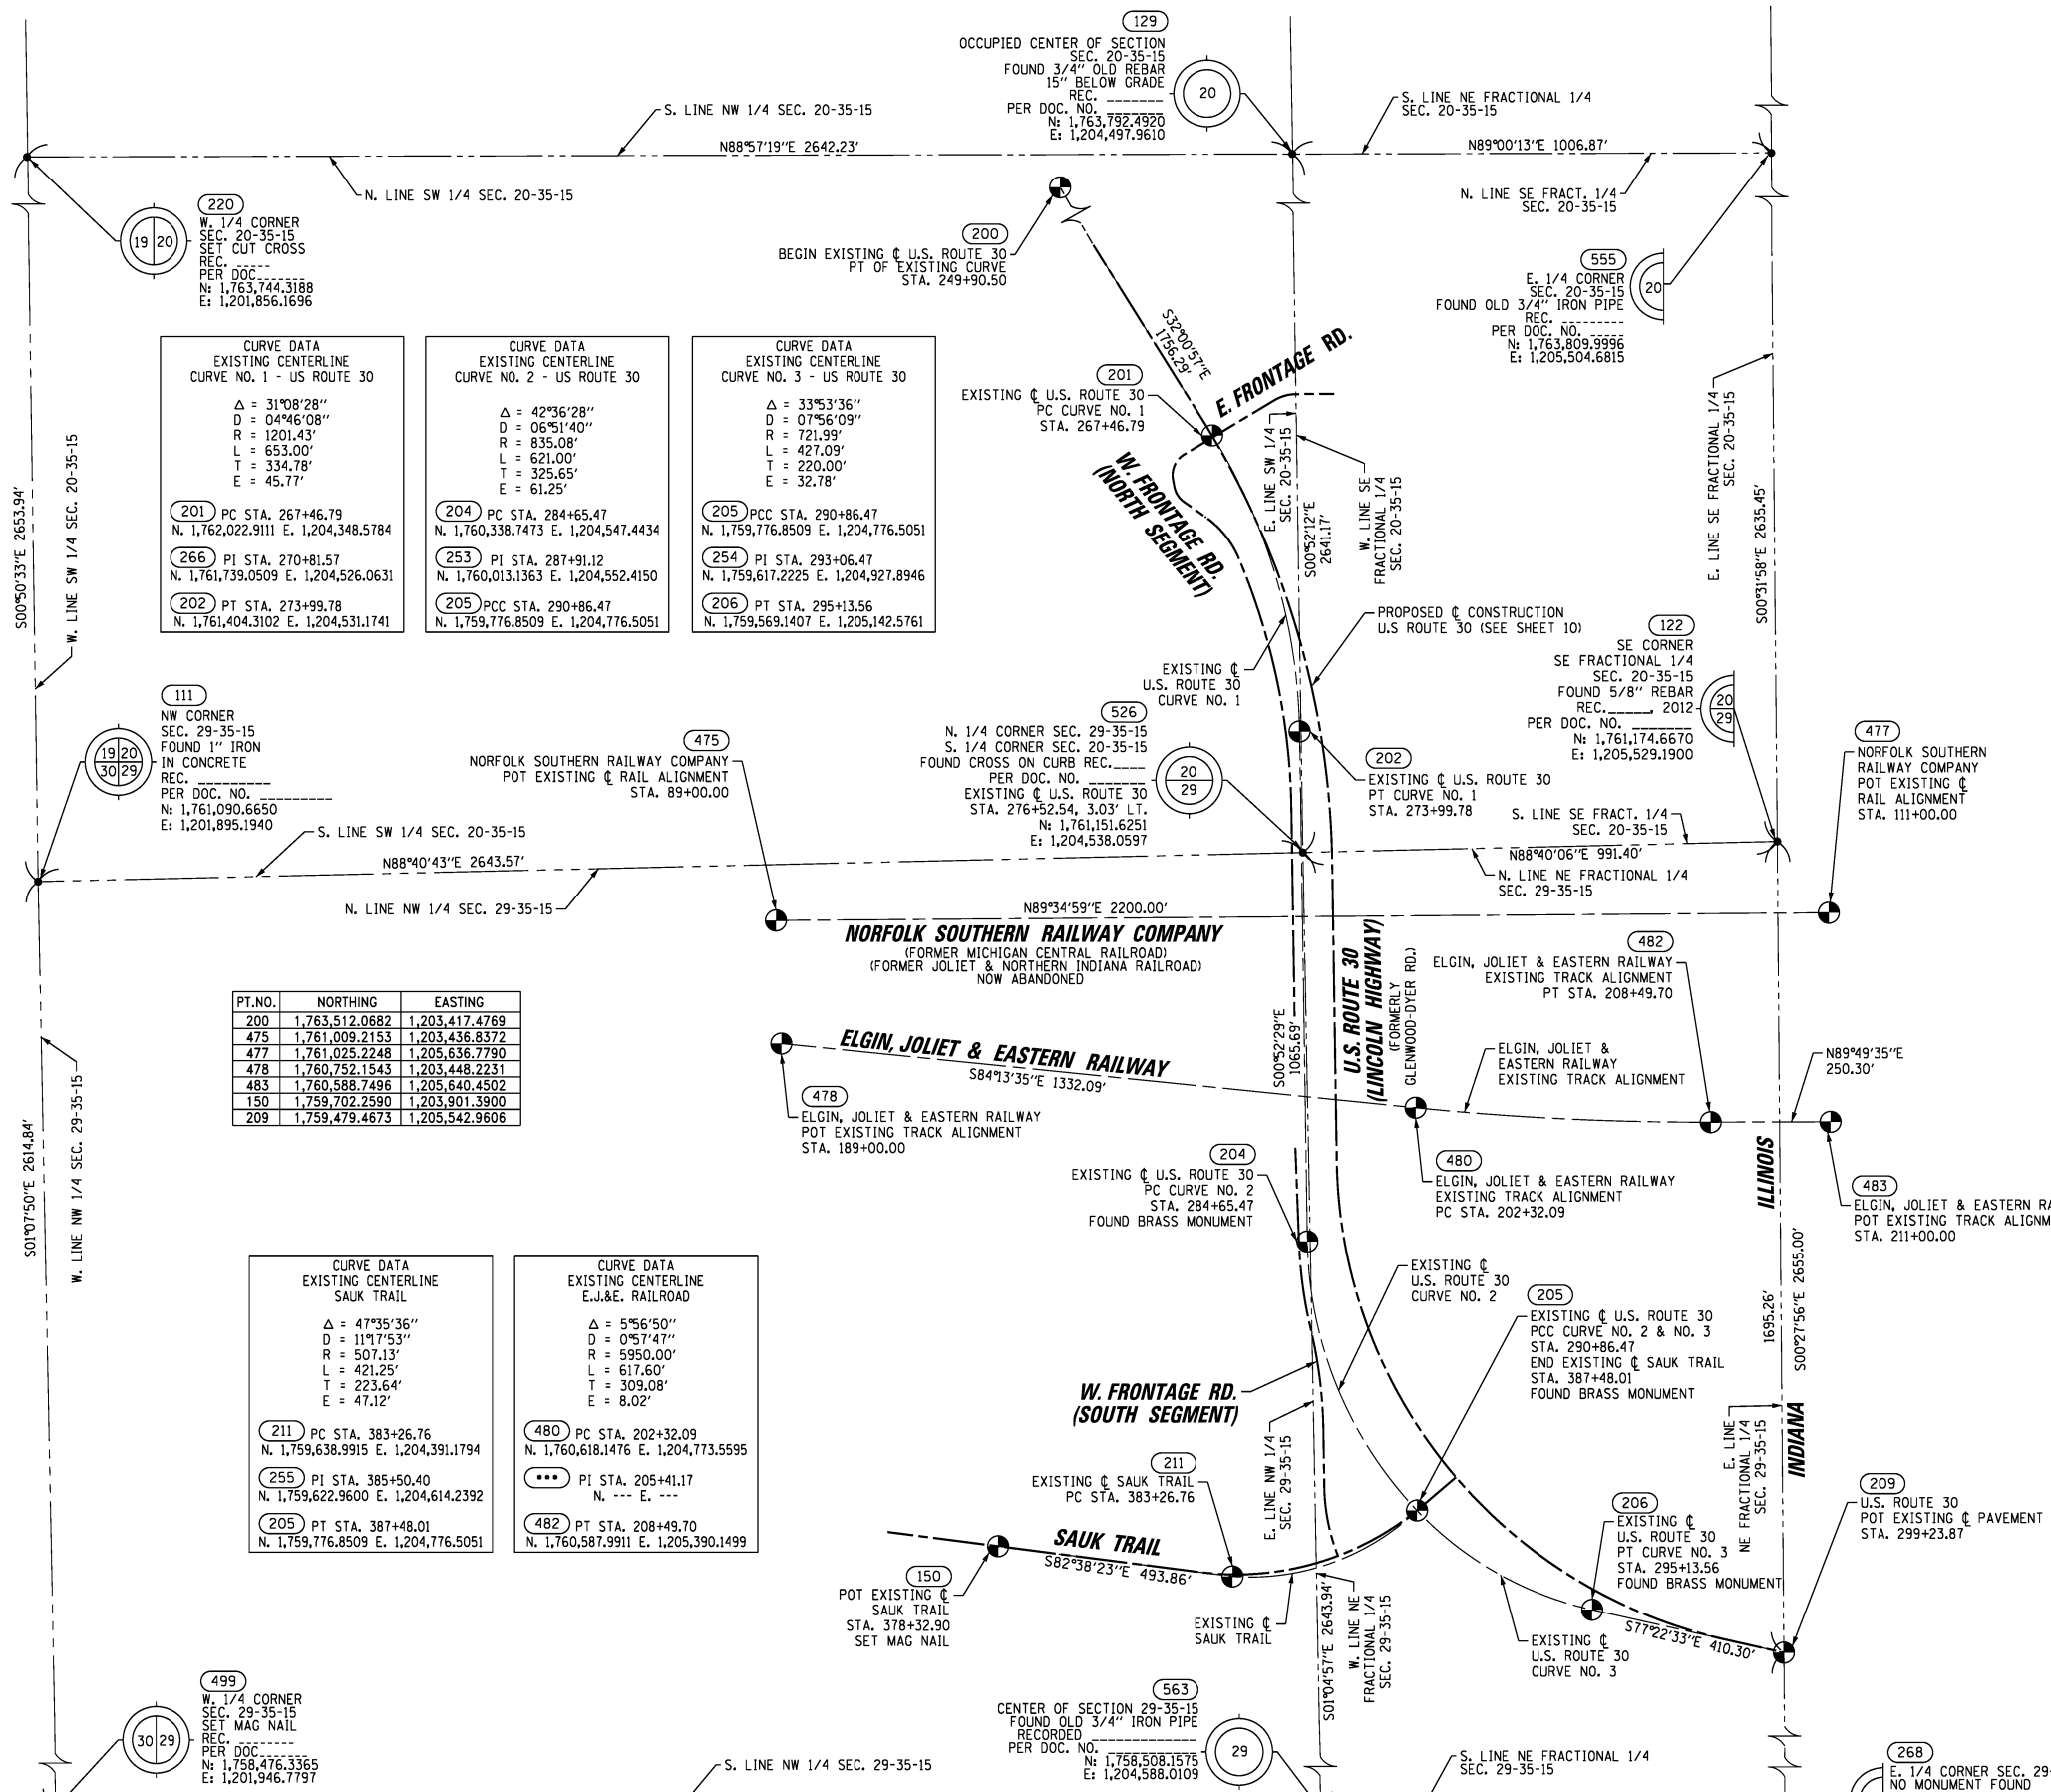 129
OCCUPIED CENTER OF SECTION
SEC. 20-35-15
FOUND 3/4" OLD REBAR
15" BELOW GRADE
REC. _______
PER DOC. NO. _______
N: 1,763,792.4920
E: 1,204,497.9610
20
S. LINE NW 1/4 SEC. 20-35-15
S. LINE NE FRACTIONAL 1/4
SEC. 20-35-15
N88°57'19"E 2642.23'
N89°00'13"E 1006.87'
N. LINE SW 1/4 SEC. 20-35-15
N. LINE SE FRACT. 1/4
SEC. 20-35-15
19 20
220
W. 1/4 CORNER
SEC. 20-35-15
SET CUT CROSS
REC. _____
PER DOC._______
N: 1,763,744.3188
E: 1,201,856.1696
200
BEGIN EXISTING ℄ U.S. ROUTE 30
PT OF EXISTING CURVE
STA. 249+90.50
555
E. 1/4 CORNER
SEC. 20-35-15
FOUND OLD 3/4" IRON PIPE
REC. _________
PER DOC. NO. _____
N: 1,763,809.9996
E: 1,205,504.6815
20
CURVE DATA
EXISTING CENTERLINE
CURVE NO. 1 - US ROUTE 30
Δ = 31°08'28"
D = 04°46'08"
R = 1201.43'
L = 653.00'
T = 334.78'
E = 45.77'
201 PC STA. 267+46.79
N. 1,762,022.9111 E. 1,204,348.5784
266 PI STA. 270+81.57
N. 1,761,739.0509 E. 1,204,526.0631
202 PT STA. 273+99.78
N. 1,761,404.3102 E. 1,204,531.1741
CURVE DATA
EXISTING CENTERLINE
CURVE NO. 2 - US ROUTE 30
Δ = 42°36'28"
D = 06°51'40"
R = 835.08'
L = 621.00'
T = 325.65'
E = 61.25'
204 PC STA. 284+65.47
N. 1,760,338.7473 E. 1,204,547.4434
253 PI STA. 287+91.12
N. 1,760,013.1363 E. 1,204,552.4150
205 PCC STA. 290+86.47
N. 1,759,776.8509 E. 1,204,776.5051
CURVE DATA
EXISTING CENTERLINE
CURVE NO. 3 - US ROUTE 30
Δ = 33°53'36"
D = 07°56'09"
R = 721.99'
L = 427.09'
T = 220.00'
E = 32.78'
205 PCC STA. 290+86.47
N. 1,759,776.8509 E. 1,204,776.5051
254 PI STA. 293+06.47
N. 1,759,617.2225 E. 1,204,927.8946
206 PT STA. 295+13.56
N. 1,759,569.1407 E. 1,205,142.5761
S32°00'57"E
1756.29'
201
EXISTING ℄ U.S. ROUTE 30
PC CURVE NO. 1
STA. 267+46.79
E. FRONTAGE RD.
W. FRONTAGE RD.
(NORTH SEGMENT)
E. LINE SW 1/4
SEC. 20-35-15
S00°52'12"E
2641.17'
W. LINE SE
FRACTIONAL 1/4
SEC. 20-35-15
E. LINE SE FRACTIONAL 1/4
SEC. 20-35-15
S00°31'58"E 2635.45'
S00°50'33"E 2653.94'
W. LINE SW 1/4 SEC. 20-35-15
PROPOSED ℄ CONSTRUCTION
U.S ROUTE 30 (SEE SHEET 10)
EXISTING ℄
U.S. ROUTE 30
CURVE NO. 1
122
SE CORNER
SE FRACTIONAL 1/4
SEC. 20-35-15
FOUND 5/8" REBAR
REC._____, 2012
PER DOC. NO. _______
N: 1,761,174.6670
E: 1,205,529.1900
20
29
19 20
30 29
111
NW CORNER
SEC. 29-35-15
FOUND 1" IRON
IN CONCRETE
REC. _________
PER DOC. NO. _________
N: 1,761,090.6650
E: 1,201,895.1940
475
NORFOLK SOUTHERN RAILWAY COMPANY
POT EXISTING ℄ RAIL ALIGNMENT
STA. 89+00.00
526
N. 1/4 CORNER SEC. 29-35-15
S. 1/4 CORNER SEC. 20-35-15
FOUND CROSS ON CURB REC.____
PER DOC. NO. _______
EXISTING ℄ U.S. ROUTE 30
STA. 276+52.54, 3.03' LT.
N: 1,761,151.6251
E: 1,204,538.0597
20
29
202
EXISTING ℄ U.S. ROUTE 30
PT CURVE NO. 1
STA. 273+99.78
477
NORFOLK SOUTHERN
RAILWAY COMPANY
POT EXISTING ℄
RAIL ALIGNMENT
STA. 111+00.00
S. LINE SW 1/4 SEC. 20-35-15
S. LINE SE FRACT. 1/4
SEC. 20-35-15
N88°40'43"E 2643.57'
N88°40'06"E 991.40'
N. LINE NW 1/4 SEC. 29-35-15
N. LINE NE FRACTIONAL 1/4
SEC. 29-35-15
N89°34'59"E 2200.00'
NORFOLK SOUTHERN RAILWAY COMPANY
(FORMER MICHIGAN CENTRAL RAILROAD)
(FORMER JOLIET & NORTHERN INDIANA RAILROAD)
NOW ABANDONED
PT.NO. NORTHING EASTING
200 1,763,512.0682 1,203,417.4769
475 1,761,009.2153 1,203,436.8372
477 1,761,025.2248 1,205,636.7790
478 1,760,752.1543 1,203,448.2231
483 1,760,588.7496 1,205,640.4502
150 1,759,702.2590 1,203,901.3900
209 1,759,479.4673 1,205,542.9606
U.S. ROUTE 30
(LINCOLN HIGHWAY)
(FORMERLY
GLENWOOD-DYER RD.)
482
ELGIN, JOLIET & EASTERN RAILWAY
EXISTING TRACK ALIGNMENT
PT STA. 208+49.70
ELGIN, JOLIET & EASTERN RAILWAY
S84°13'35"E 1332.09'
S00°52'29"E
1065.69'
ELGIN, JOLIET &
EASTERN RAILWAY
EXISTING TRACK ALIGNMENT
N89°49'35"E
250.30'
478
ELGIN, JOLIET & EASTERN RAILWAY
POT EXISTING TRACK ALIGNMENT
STA. 189+00.00
480
ELGIN, JOLIET & EASTERN RAILWAY
EXISTING TRACK ALIGNMENT
PC STA. 202+32.09
483
ELGIN, JOLIET & EASTERN RA
POT EXISTING TRACK ALIGNM
STA. 211+00.00
S01°07'50"E 2614.84'
W. LINE NW 1/4 SEC. 29-35-15
204
EXISTING ℄ U.S. ROUTE 30
PC CURVE NO. 2
STA. 284+65.47
FOUND BRASS MONUMENT
ILLINOIS
INDIANA
1695.26'
S00°27'56"E 2655.00'
EXISTING ℄
U.S. ROUTE 30
CURVE NO. 2
205
EXISTING ℄ U.S. ROUTE 30
PCC CURVE NO. 2 & NO. 3
STA. 290+86.47
END EXISTING ℄ SAUK TRAIL
STA. 387+48.01
FOUND BRASS MONUMENT
CURVE DATA
EXISTING CENTERLINE
SAUK TRAIL
Δ = 47°35'36"
D = 11°17'53"
R = 507.13'
L = 421.25'
T = 223.64'
E = 47.12'
211 PC STA. 383+26.76
N. 1,759,638.9915 E. 1,204,391.1794
255 PI STA. 385+50.40
N. 1,759,622.9600 E. 1,204,614.2392
205 PT STA. 387+48.01
N. 1,759,776.8509 E. 1,204,776.5051
CURVE DATA
EXISTING CENTERLINE
E.J.&E. RAILROAD
Δ = 5°56'50"
D = 0°57'47"
R = 5950.00'
L = 617.60'
T = 309.08'
E = 8.02'
480 PC STA. 202+32.09
N. 1,760,618.1476 E. 1,204,773.5595
••• PI STA. 205+41.17
N. --- E. ---
482 PT STA. 208+49.70
N. 1,760,587.9911 E. 1,205,390.1499
W. FRONTAGE RD.
(SOUTH SEGMENT)
E. LINE NW 1/4
SEC. 29-35-15
211
EXISTING ℄ SAUK TRAIL
PC STA. 383+26.76
E. LINE
NE FRACTIONAL 1/4
SEC. 29-35-15
209
U.S. ROUTE 30
POT EXISTING ℄ PAVEMENT
STA. 299+23.87
206
EXISTING ℄
U.S. ROUTE 30
PT CURVE NO. 3
STA. 295+13.56
FOUND BRASS MONUMENT
SAUK TRAIL
S82°38'23"E 493.86'
150
POT EXISTING ℄
SAUK TRAIL
STA. 378+32.90
SET MAG NAIL
EXISTING ℄
SAUK TRAIL
S01°04'57"E 2643.94'
W. LINE NE
FRACTIONAL 1/4
SEC. 29-35-15
EXISTING ℄
U.S. ROUTE 30
CURVE NO. 3
S77°22'33"E 410.30'
30 29
499
W. 1/4 CORNER
SEC. 29-35-15
SET MAG NAIL
REC. ________
PER DOC._______
N: 1,758,476.3365
E: 1,201,946.7797
563
CENTER OF SECTION 29-35-15
FOUND OLD 3/4" IRON PIPE
RECORDED _____________
PER DOC. NO. ___________
N: 1,758,508.1575
E: 1,204,588.0109
29
S. LINE NW 1/4 SEC. 29-35-15
S. LINE NE FRACTIONAL 1/4
SEC. 29-35-15
268
E. 1/4 CORNER SEC. 29-
NO MONUMENT FOUND